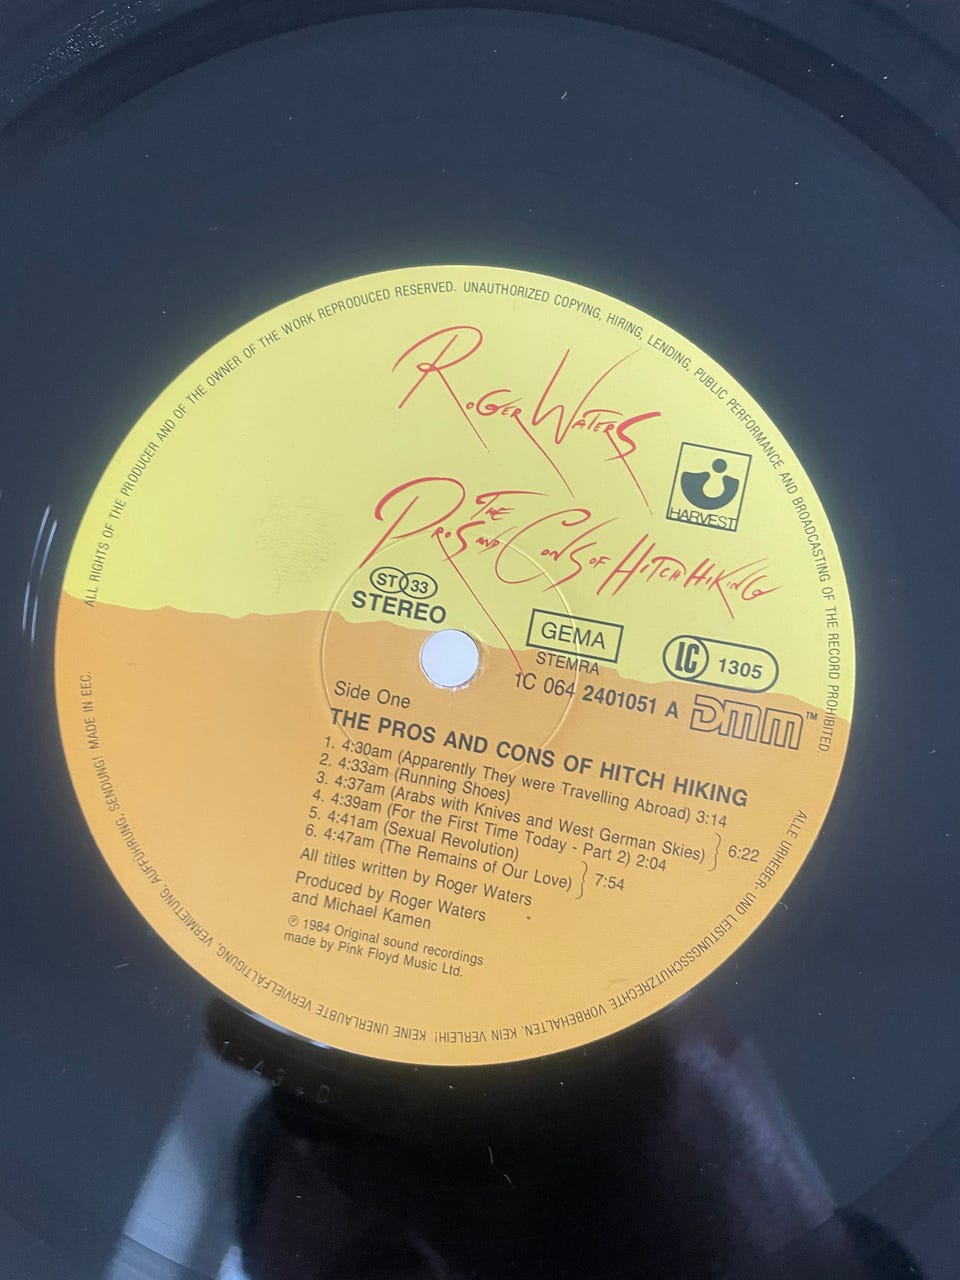 ALL RIGHTS OF THE PRODUCER AND OF THE OWNER OF THE WORK REPRODUCED RESERVED. UNAUTHORIZED COPYING, HIRING, LENDING, PUBLIC PERFORMANCE AND BROADCASTING OF THE RECORD PROHIBITED.
ROGER WATERS
THE
PROS AND CONS OF HITCH HIKING
HARVEST
ST 33
STEREO
GEMA
STEMRA
LC 1305
1C 064 2401051 A DMM™
Side One
THE PROS AND CONS OF HITCH HIKING
1. 4:30am (Apparently They were Travelling Abroad) 3:14
2. 4:33am (Running Shoes)
3. 4:37am (Arabs with Knives and West German Skies) 6:22
4. 4:39am (For the First Time Today - Part 2) 2:04
5. 4:41am (Sexual Revolution)
6. 4:47am (The Remains of Our Love) 7:54
All titles written by Roger Waters
Produced by Roger Waters
and Michael Kamen
℗ 1984 Original sound recordings
made by Pink Floyd Music Ltd.
ALLE URHEBER- UND LEISTUNGSSCHUTZRECHTE VORBEHALTEN. KEIN VERLEIH! KEINE UNERLAUBTE VERVIELFÄLTIGUNG, VERMIETUNG, AUFFÜHRUNG, SENDUNG! MADE IN EEC.